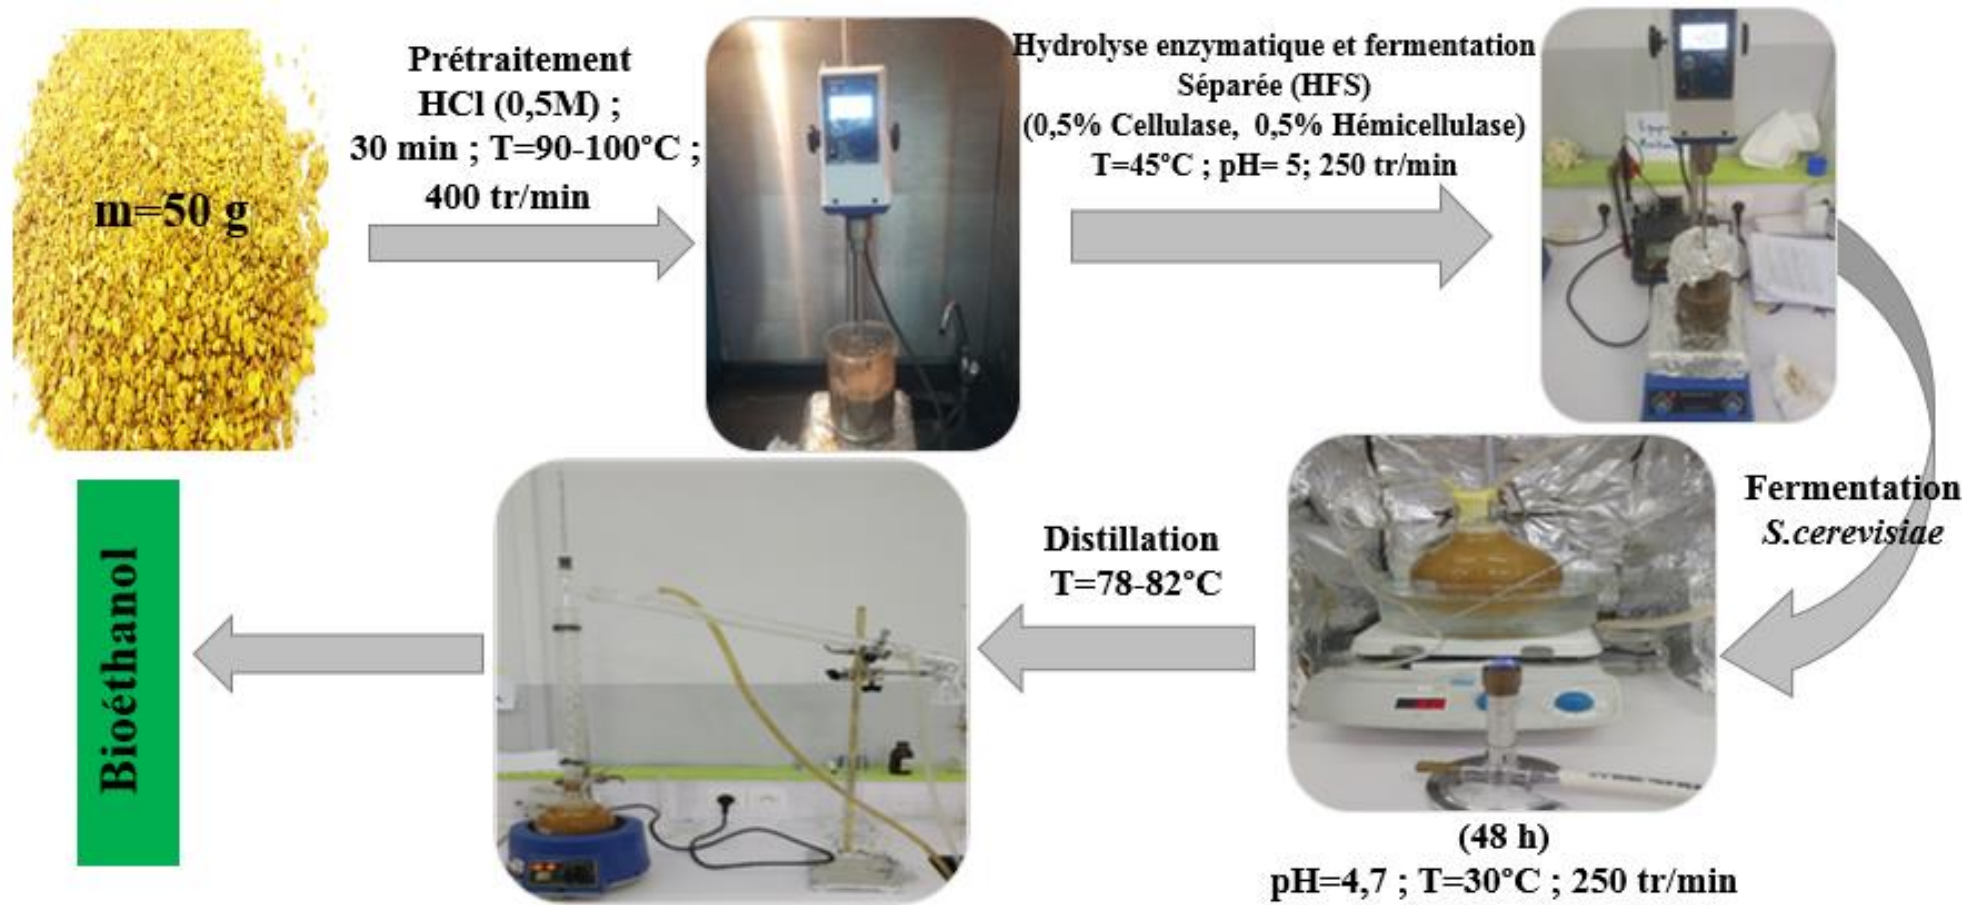 m=50 g
Prétraitement
HCl (0,5M) ;
30 min ; T=90-100°C ;
400 tr/min
Hydrolyse enzymatique et fermentation
Séparée (HFS)
(0,5% Cellulase, 0,5% Hémicellulase)
T=45°C ; pH= 5; 250 tr/min
Fermentation
S.cerevisiae
(48 h)
pH=4,7 ; T=30°C ; 250 tr/min
Distillation
T=78-82°C
Bioéthanol